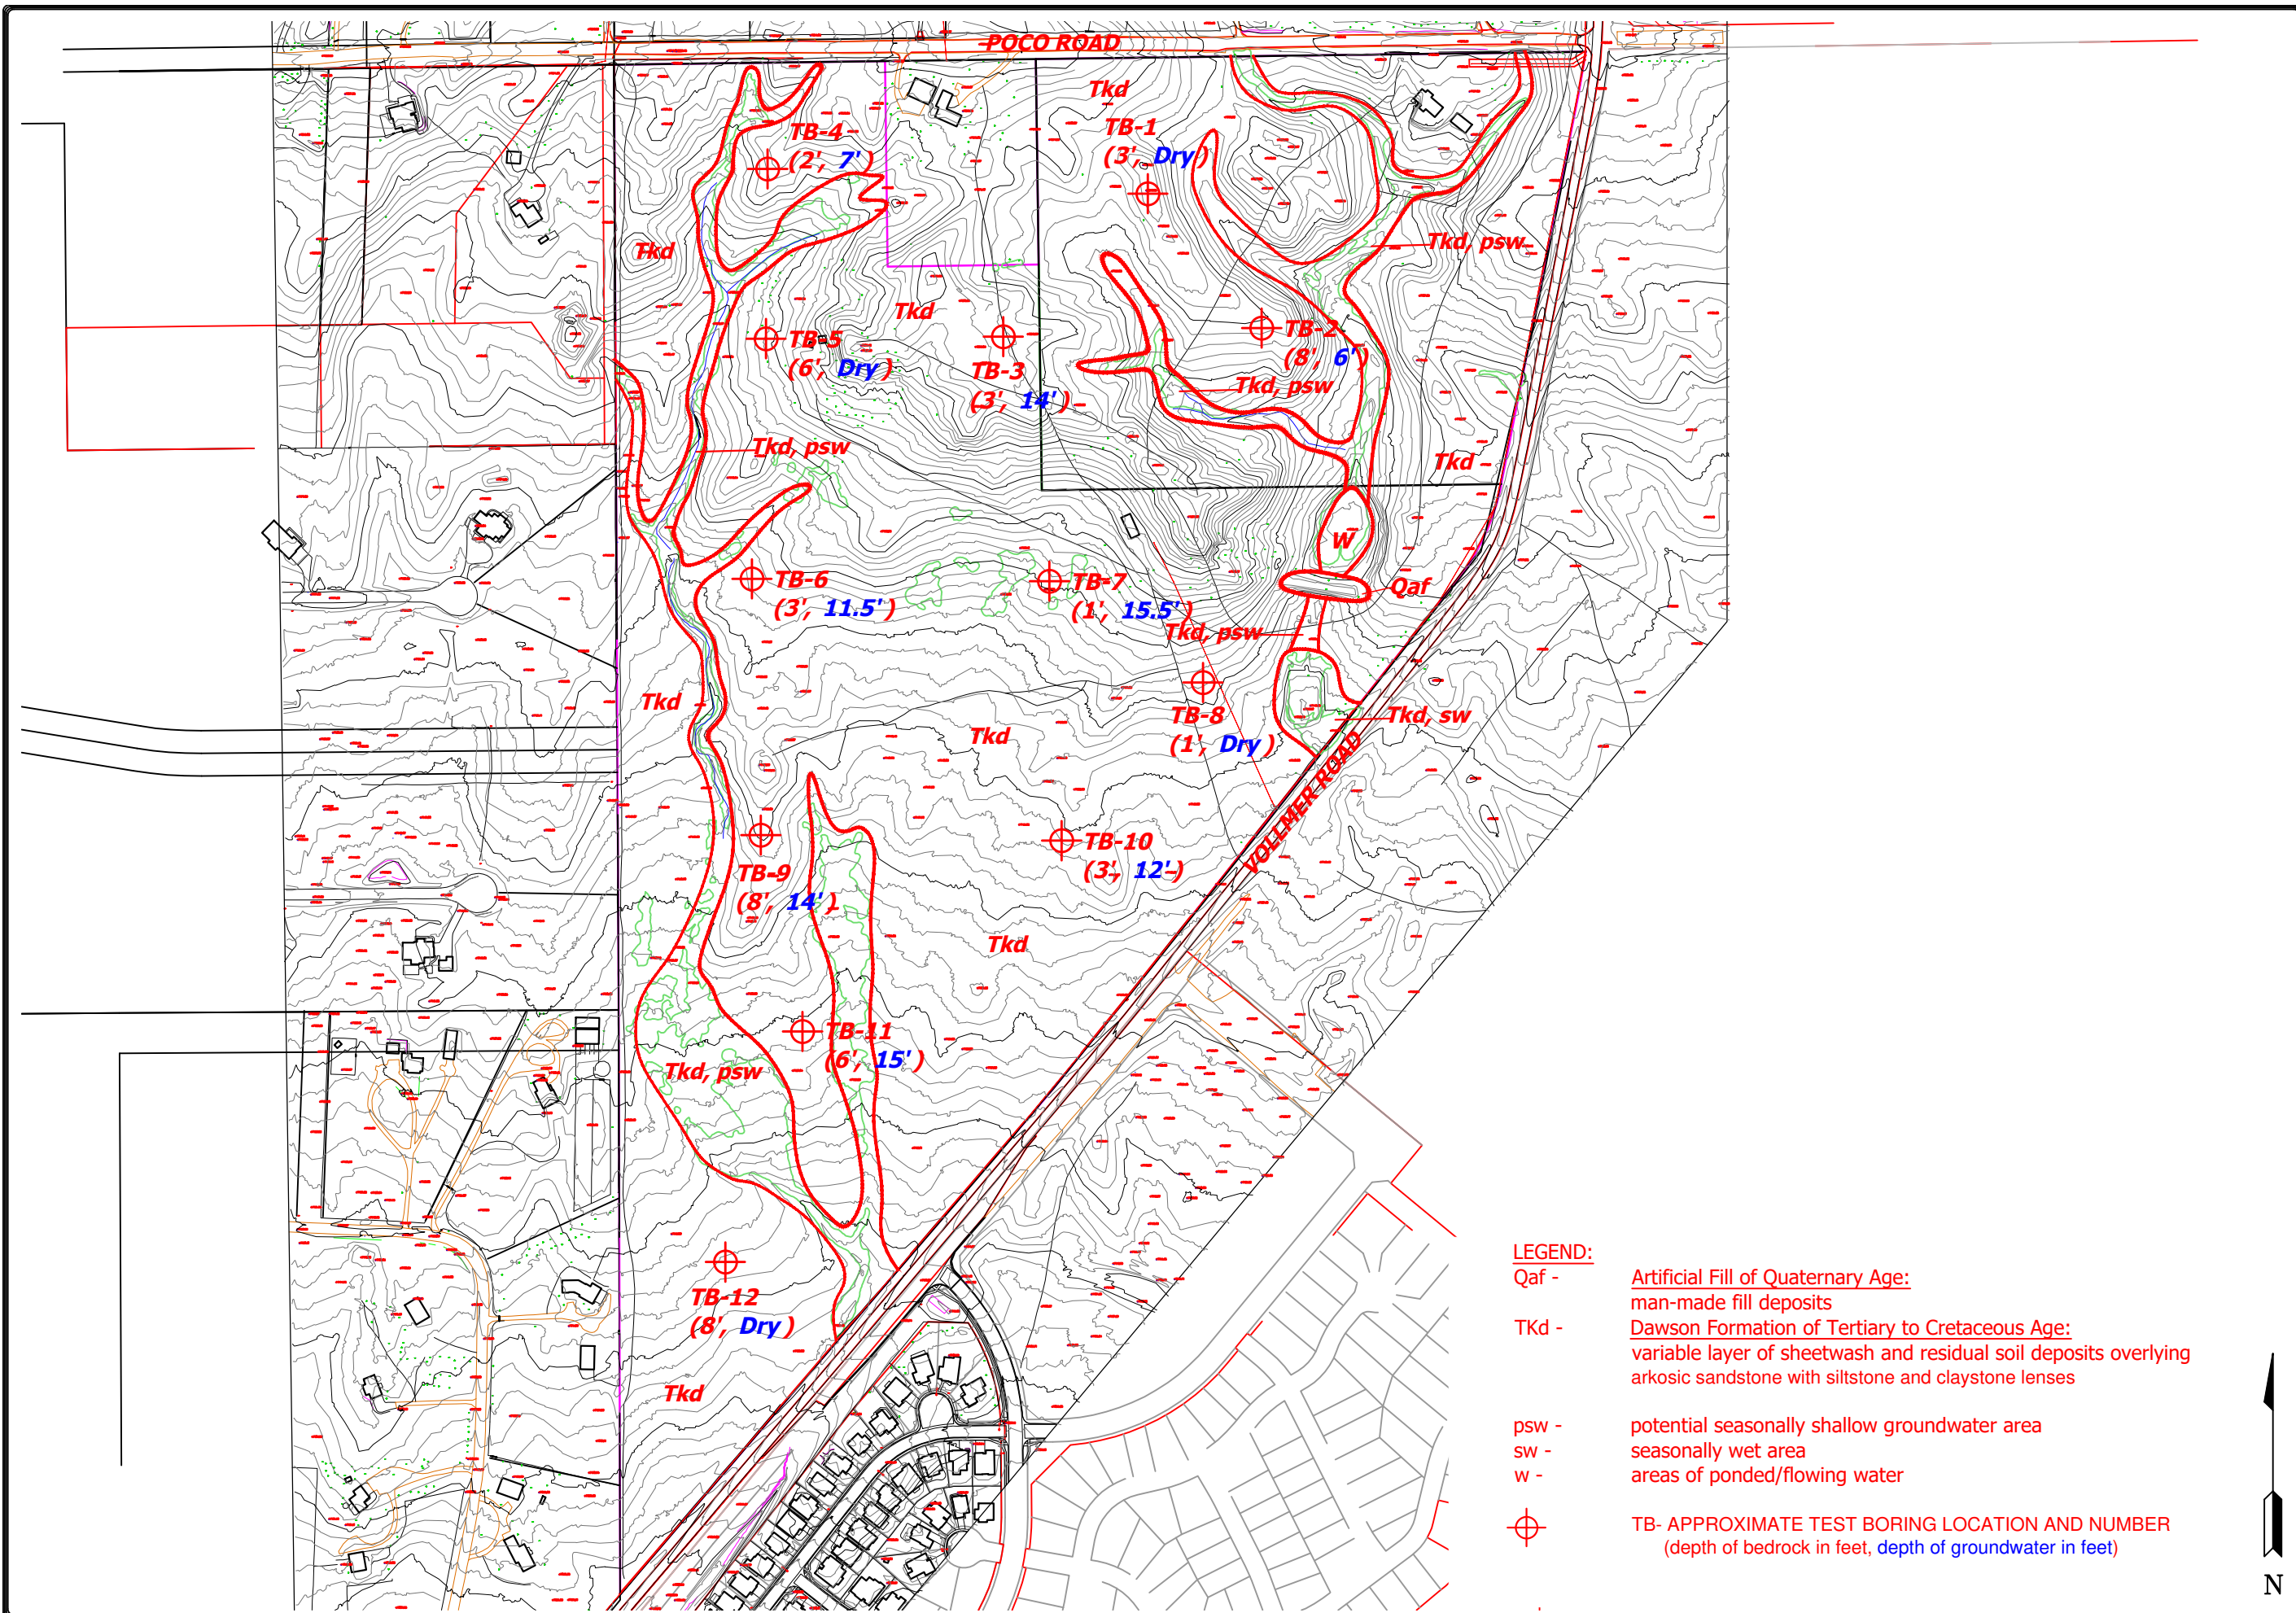 POCO ROAD
Tkd
TB-4
(2', 7')
TB-1
(3', Dry)
Tkd
Tkd, psw
Tkd
TB-5
(6', Dry)
TB-3
(3', 14')
TB-2
(8', 6')
Tkd, psw
Tkd, psw
Tkd
W
TB-6
(3', 11.5')
TB-7
(1', 15.5')
Qaf
Tkd, psw
Tkd
TB-8
(1', Dry)
Tkd, sw
Tkd
VOLLMER ROAD
TB-9
(8', 14')
TB-10
(3', 12')
Tkd
TB-11
(6', 15')
Tkd, psw
TB-12
(8', Dry)
Tkd
LEGEND:
Qaf - Artificial Fill of Quaternary Age:
man-made fill deposits
TKd - Dawson Formation of Tertiary to Cretaceous Age:
variable layer of sheetwash and residual soil deposits overlying
arkosic sandstone with siltstone and claystone lenses
psw - potential seasonally shallow groundwater area
sw - seasonally wet area
w - areas of ponded/flowing water
TB- APPROXIMATE TEST BORING LOCATION AND NUMBER
(depth of bedrock in feet, depth of groundwater in feet)
N